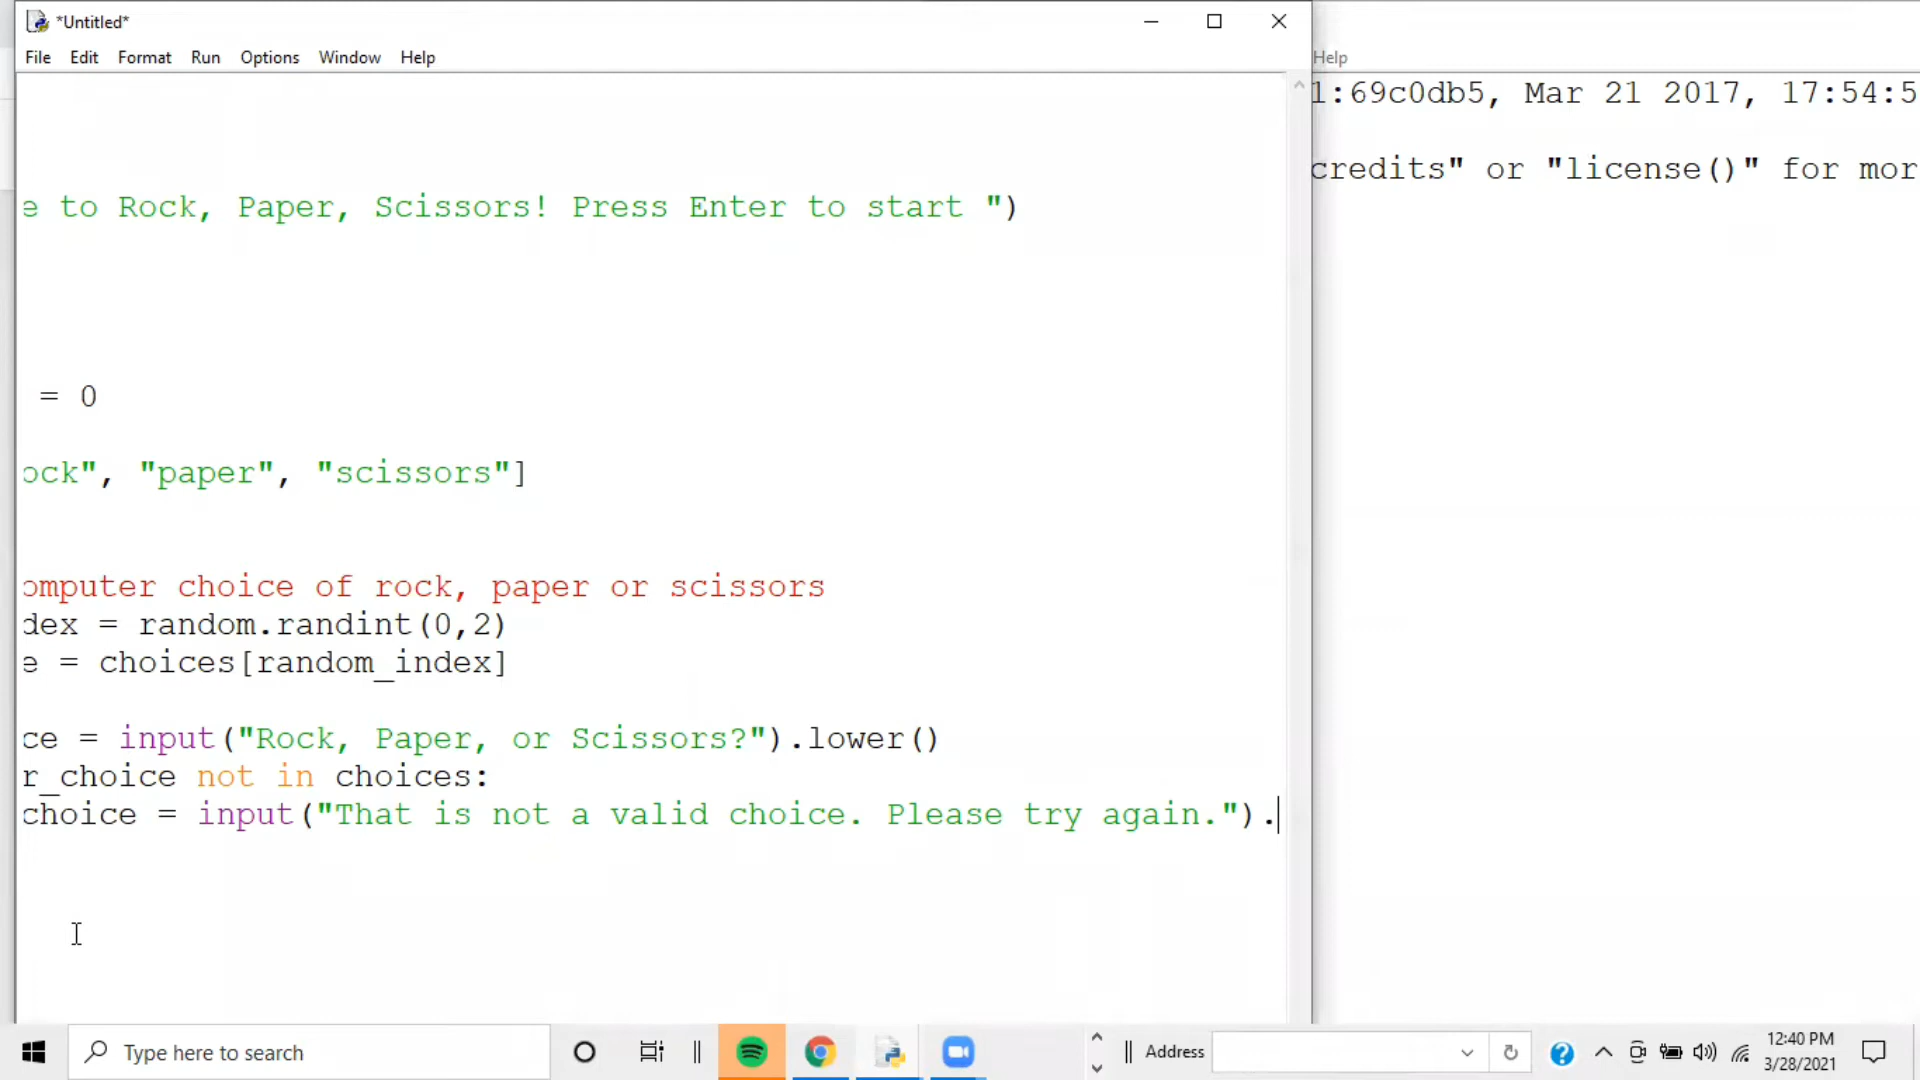 *Untitled*
File Edit Format Run Options Window Help
Help
1:69c0db5, Mar 21 2017, 17:54:5
credits" or "license()" for mor
e to Rock, Paper, Scissors! Press Enter to start ")
= 0
ock", "paper", "scissors"]
omputer choice of rock, paper or scissors
dex = random.randint(0,2)
e = choices[random_index]
ce = input("Rock, Paper, or Scissors?").lower()
r_choice not in choices:
choice = input("That is not a valid choice. Please try again.").
Type here to search
Address
12:40 PM
3/28/2021